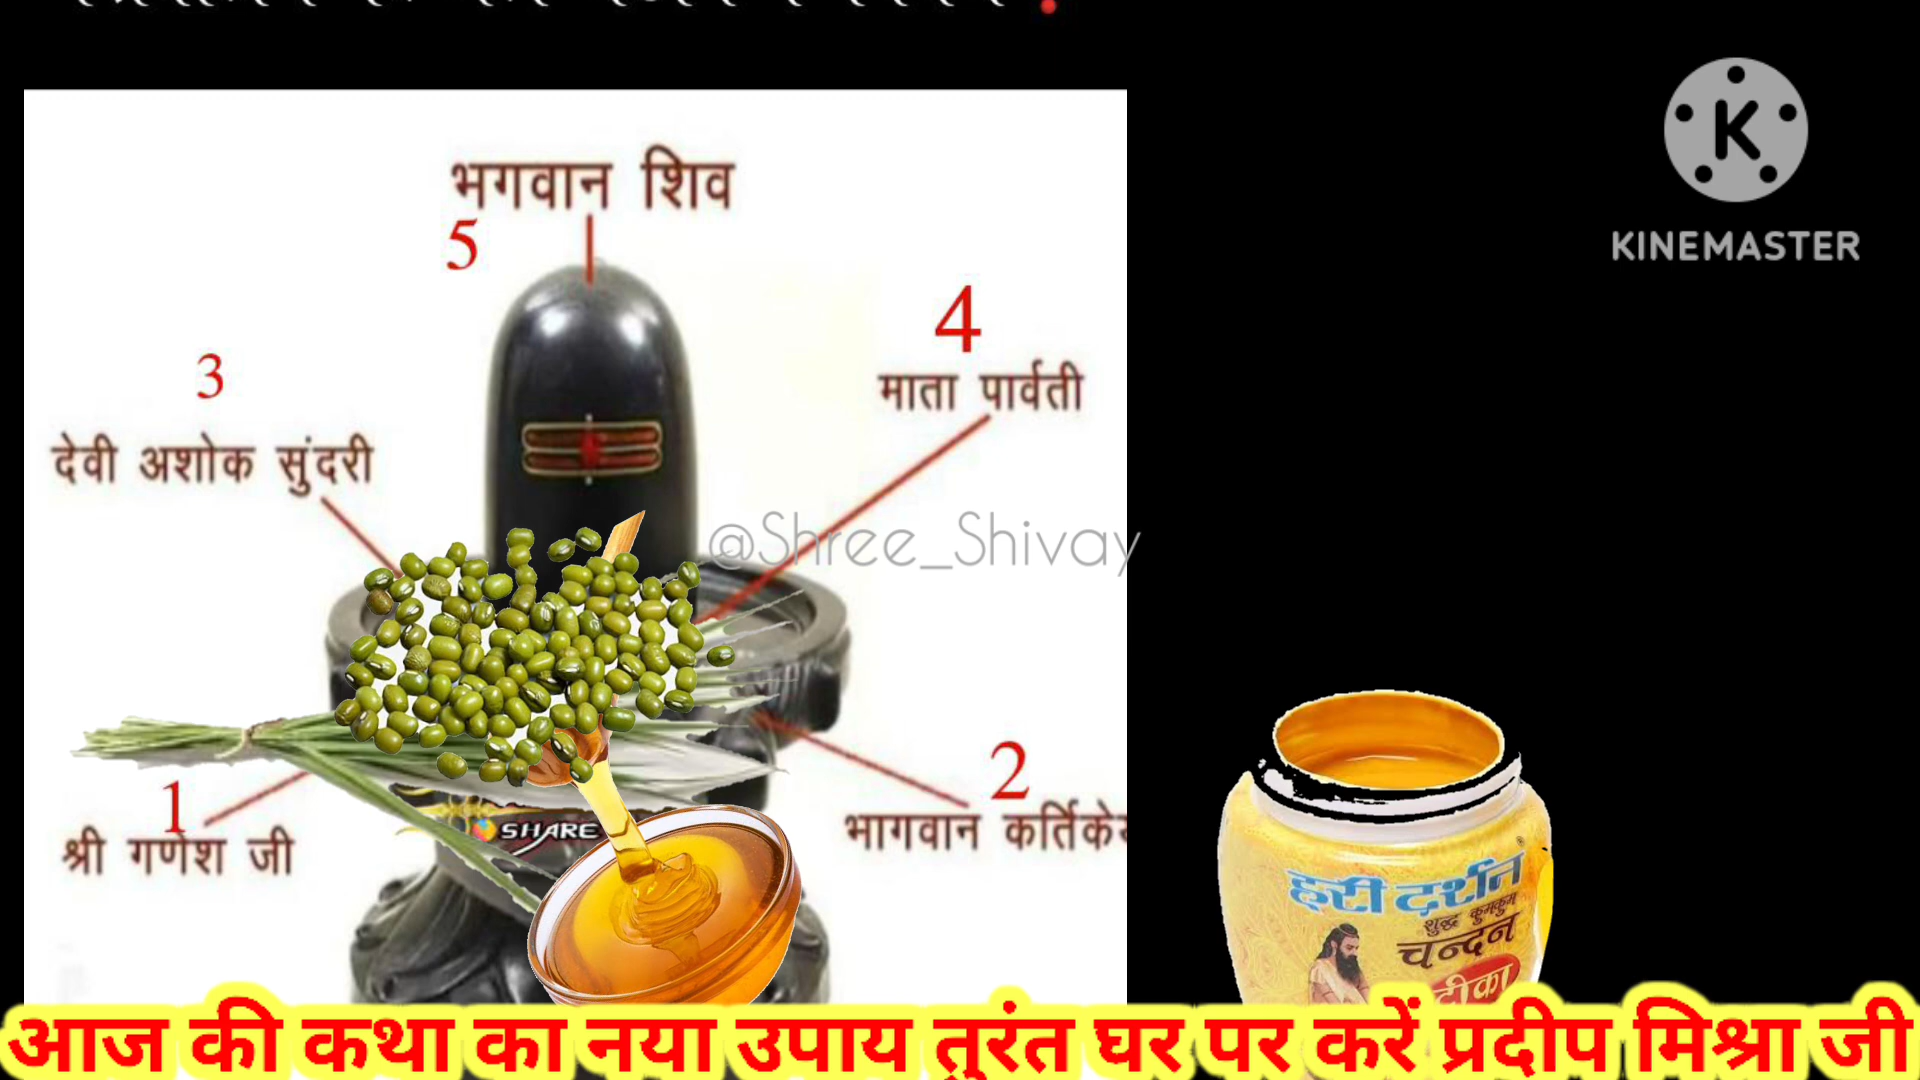 भगवान शिव
5
4
3
माता पार्वती
देवी अशोक सुंदरी
@Shree_Shivay
2
1
भागवान कर्तिके
श्री गणेश जी
SHARE
K
KINEMASTER
हरी दर्शन
शुद्ध कुमकुम
चन्दन
टीका
आज की कथा का नया उपाय तुरंत घर पर करें प्रदीप मिश्रा जी